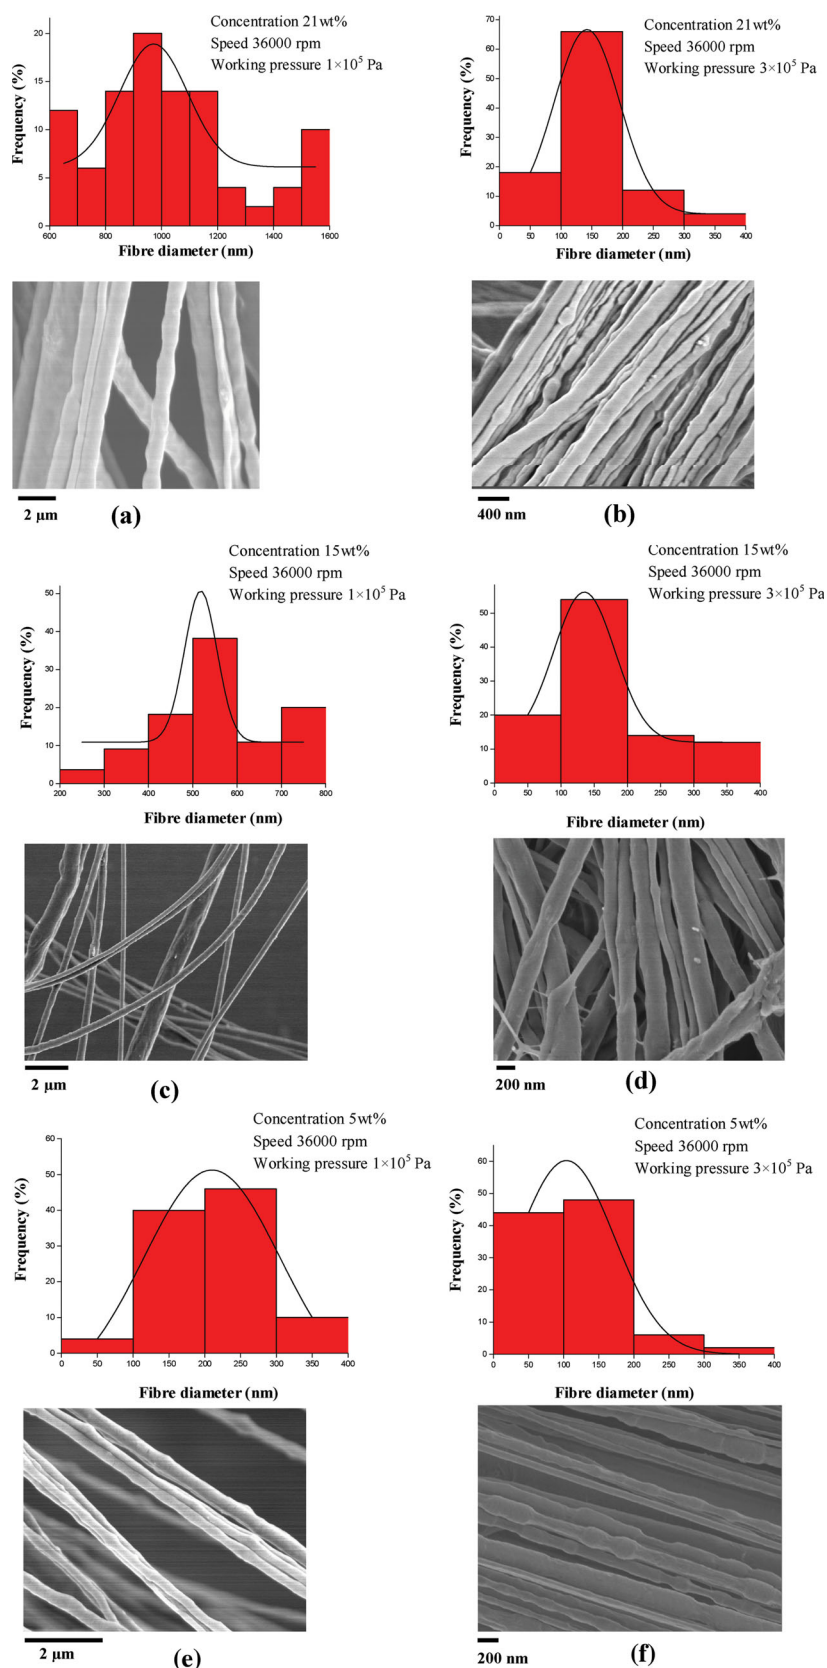 Concentration 21wt%
Speed 36000 rpm
Working pressure 1×10⁵ Pa
Frequency (%)
20
15
10
5
0
600 800 1000 1200 1400 1600
Fibre diameter (nm)
2 µm
(a)
Concentration 21wt%
Speed 36000 rpm
Working pressure 3×10⁵ Pa
Frequency (%)
70
60
50
40
30
20
10
0
0 50 100 150 200 250 300 350 400
Fibre diameter (nm)
400 nm
(b)
Concentration 15wt%
Speed 36000 rpm
Working pressure 1×10⁵ Pa
Frequency (%)
50
40
30
20
10
0
200 300 400 500 600 700 800
Fibre diameter (nm)
2 µm
(c)
Concentration 15wt%
Speed 36000 rpm
Working pressure 3×10⁵ Pa
Frequency (%)
50
40
30
20
10
0
0 50 100 150 200 250 300 350 400
Fibre diameter (nm)
200 nm
(d)
Concentration 5wt%
Speed 36000 rpm
Working pressure 1×10⁵ Pa
Frequency (%)
60
50
40
30
20
10
0
0 50 100 150 200 250 300 350 400
Fibre diameter (nm)
2 µm
(e)
Concentration 5wt%
Speed 36000 rpm
Working pressure 3×10⁵ Pa
Frequency (%)
60
50
40
30
20
10
0
0 50 100 150 200 250 300 350 400
Fibre diameter (nm)
200 nm
(f)